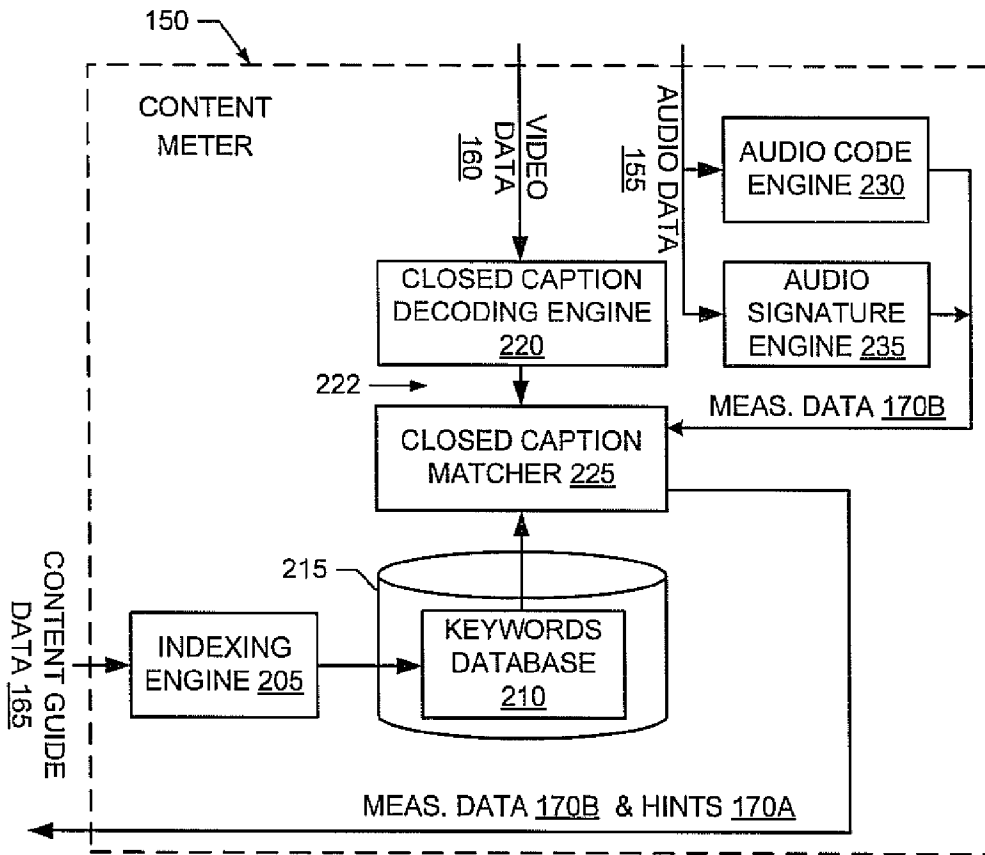 150
CONTENT
METER
VIDEO
DATA
160
AUDIO DATA
155
AUDIO CODE
ENGINE 230
AUDIO
SIGNATURE
ENGINE 235
CLOSED CAPTION
DECODING ENGINE
220
222
MEAS. DATA 170B
CLOSED CAPTION
MATCHER 225
215
KEYWORDS
DATABASE
210
INDEXING
ENGINE 205
CONTENT GUIDE
DATA 165
MEAS. DATA 170B & HINTS 170A